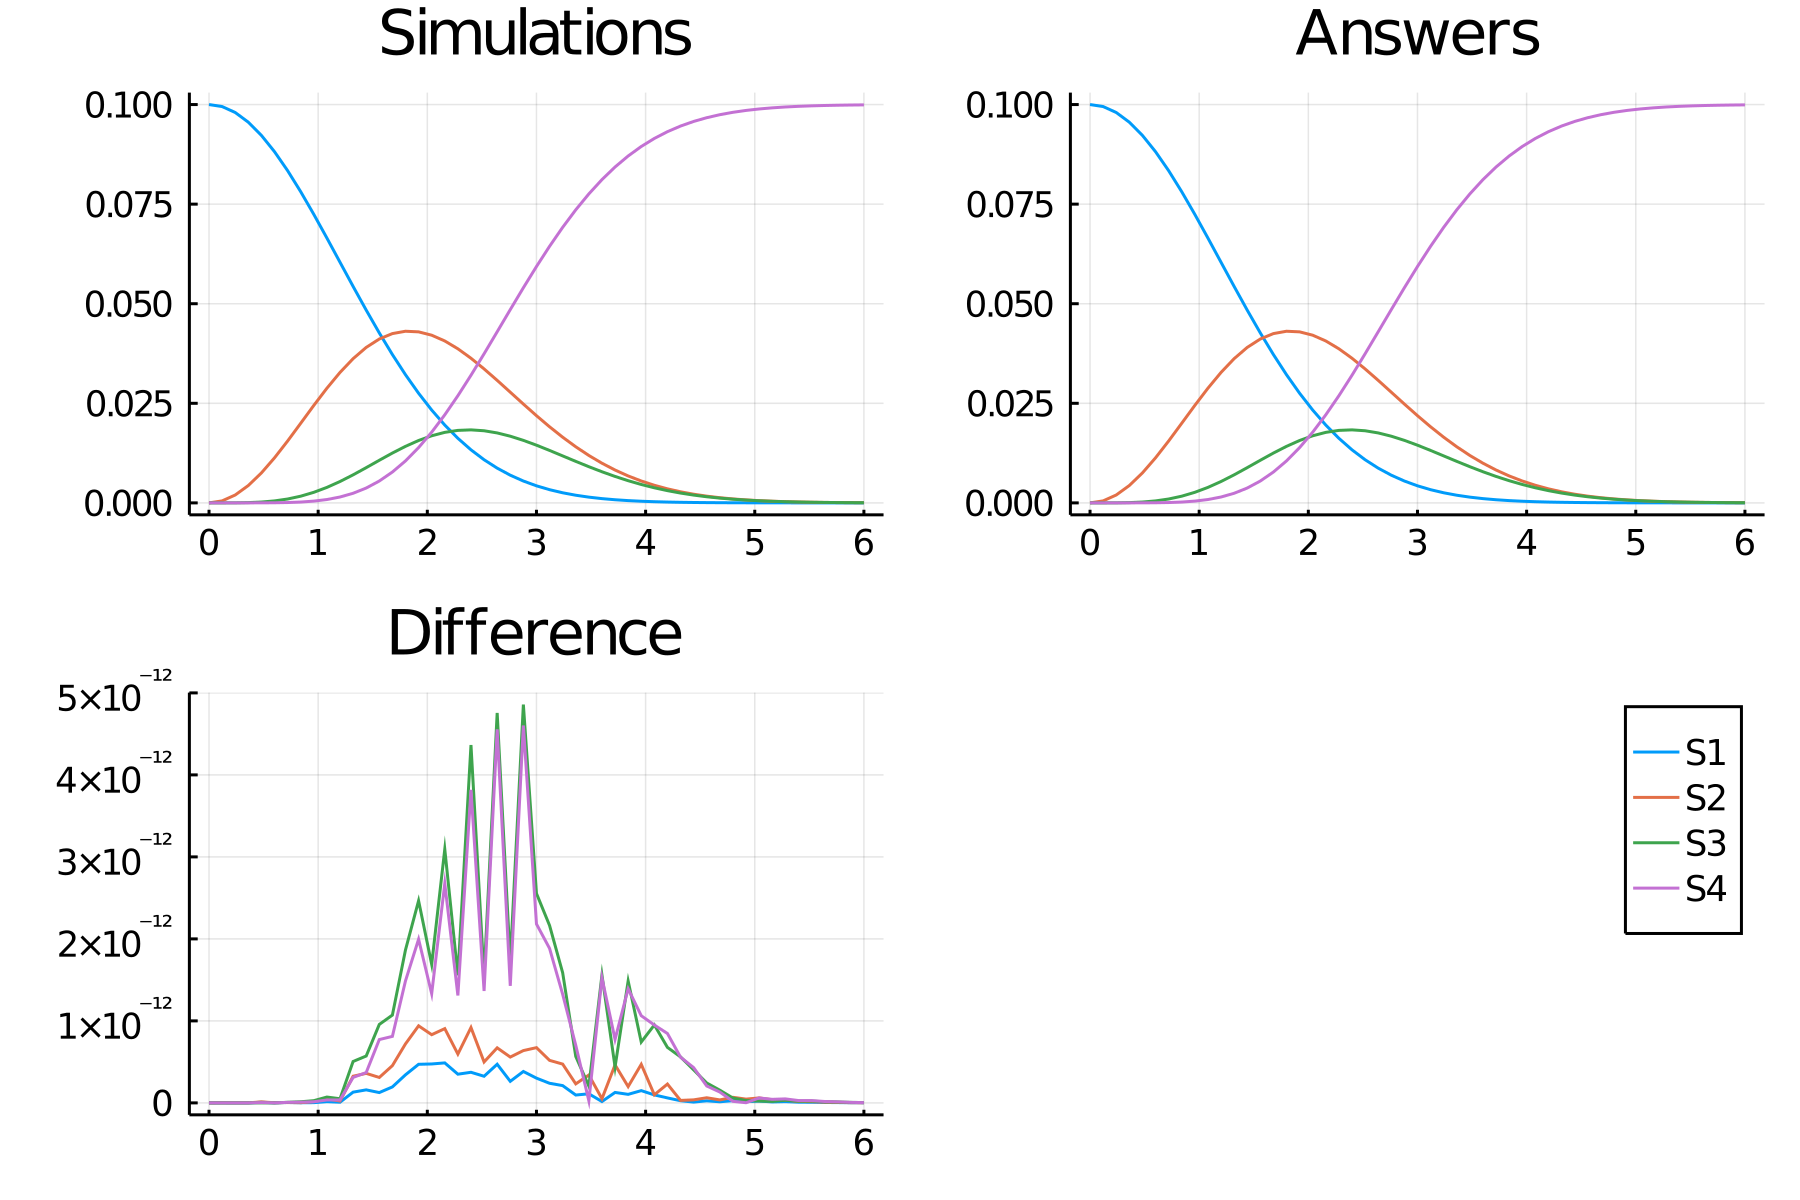 Simulations
0.100
0.075
0.050
0.025
0.000
0 1 2 3 4 5 6
Answers
0.100
0.075
0.050
0.025
0.000
0 1 2 3 4 5 6
Difference
5×10⁻¹²
4×10⁻¹²
3×10⁻¹²
2×10⁻¹²
1×10⁻¹²
0
0 1 2 3 4 5 6
S1
S2
S3
S4